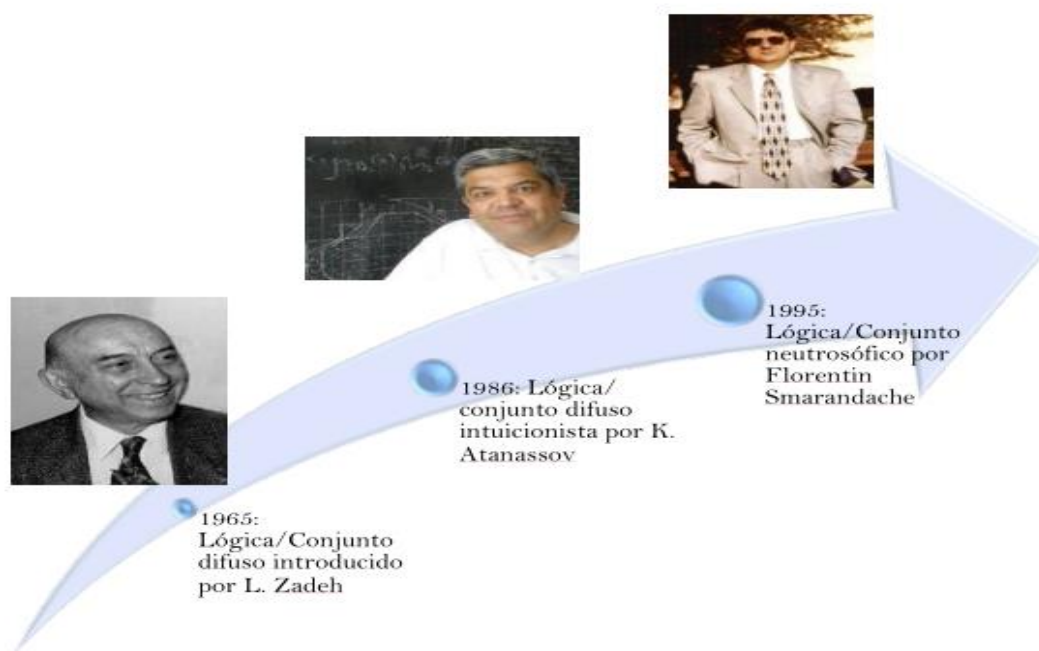 1965:
Lógica/Conjunto
difuso introducido
por L. Zadeh
1986: Lógica/
conjunto difuso
intuicionista por K.
Atanassov
1995:
Lógica/Conjunto
neutrosófico por
Florentin
Smarandache